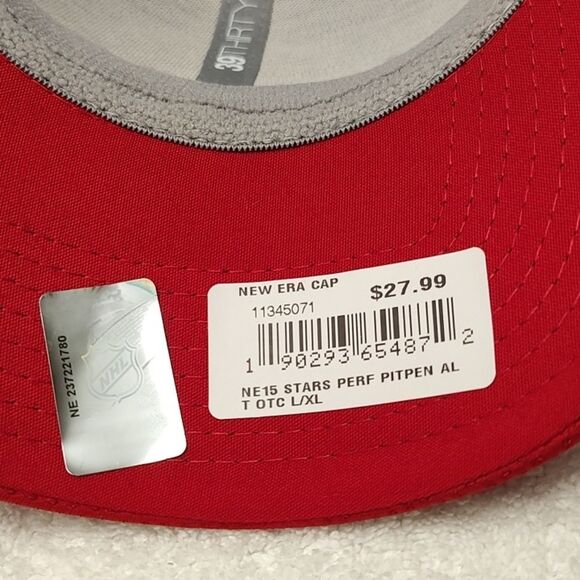 39THIRTY
NEW ERA CAP $27.99
11345071
1 90293 65487 2
NE15 STARS PERF PITPEN AL
T OTC L/XL
NE 237221780
NHL